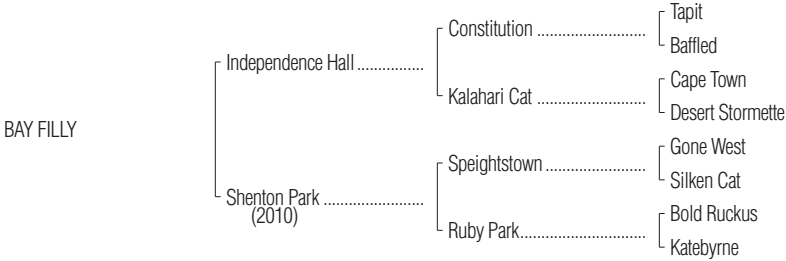 Tapit
Constitution ..........................
Baffled
Independence Hall ................
Cape Town
Kalahari Cat ..........................
Desert Stormette
BAY FILLY
Gone West
Speightstown ........................
Silken Cat
Shenton Park ........................
(2010)
Bold Ruckus
Ruby Park..............................
Katebyrne